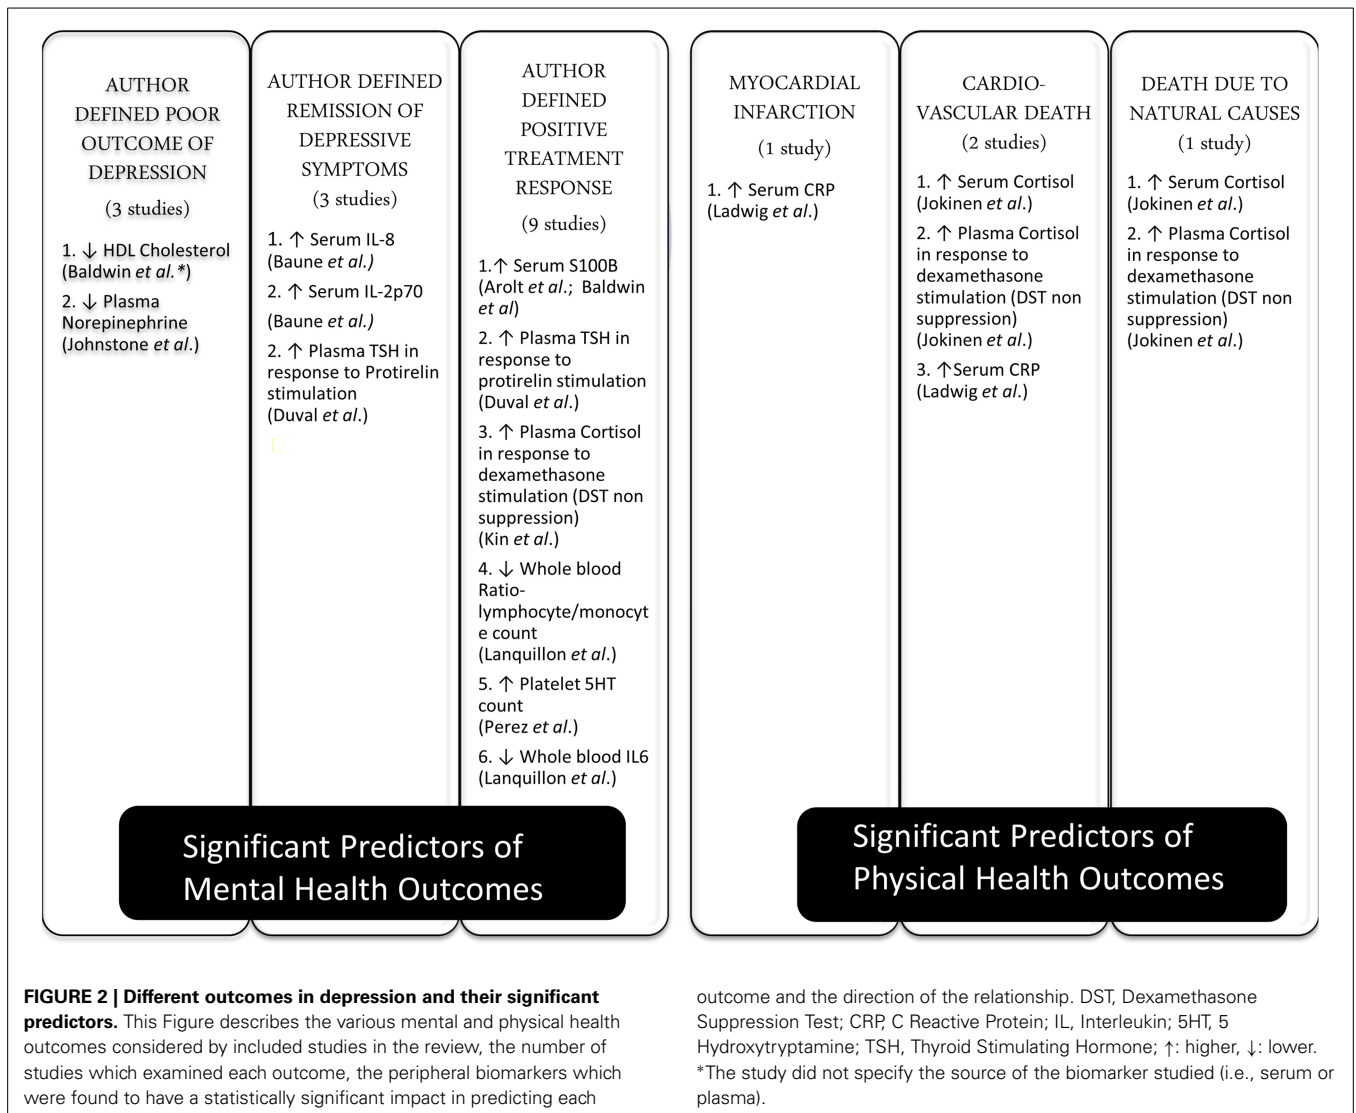 AUTHOR
DEFINED POOR
OUTCOME OF
DEPRESSION
(3 studies)
1. ↓ HDL Cholesterol
(Baldwin et al.*)
2. ↓ Plasma
Norepinephrine
(Johnstone et al.)
AUTHOR DEFINED
REMISSION OF
DEPRESSIVE
SYMPTOMS
(3 studies)
1. ↑ Serum IL-8
(Baune et al.)
2. ↑ Serum IL-2p70
(Baune et al.)
2. ↑ Plasma TSH in
response to Protirelin
stimulation
(Duval et al.)
1.
AUTHOR
DEFINED
POSITIVE
TREATMENT
RESPONSE
(9 studies)
1.↑ Serum S100B
(Arolt et al.; Baldwin
et al)
2. ↑ Plasma TSH in
response to
protirelin stimulation
(Duval et al.)
3. ↑ Plasma Cortisol
in response to
dexamethasone
stimulation (DST non
suppression)
(Kin et al.)
4. ↓ Whole blood
Ratio-
lymphocyte/monocyt
e count
(Lanquillon et al.)
5. ↑ Platelet 5HT
count
(Perez et al.)
6. ↓ Whole blood IL6
(Lanquillon et al.)
Significant Predictors of
Mental Health Outcomes
MYOCARDIAL
INFARCTION
(1 study)
1. ↑ Serum CRP
(Ladwig et al.)
CARDIO-
VASCULAR DEATH
(2 studies)
1. ↑ Serum Cortisol
(Jokinen et al.)
2. ↑ Plasma Cortisol
in response to
dexamethasone
stimulation (DST non
suppression)
(Jokinen et al.)
3. ↑Serum CRP
(Ladwig et al.)
DEATH DUE TO
NATURAL CAUSES
(1 study)
1. ↑ Serum Cortisol
(Jokinen et al.)
2. ↑ Plasma Cortisol
in response to
dexamethasone
stimulation (DST non
suppression)
(Jokinen et al.)
Significant Predictors of
Physical Health Outcomes
FIGURE 2 | Different outcomes in depression and their significant
predictors. This Figure describes the various mental and physical health
outcomes considered by included studies in the review, the number of
studies which examined each outcome, the peripheral biomarkers which
were found to have a statistically significant impact in predicting each
outcome and the direction of the relationship. DST, Dexamethasone
Suppression Test; CRP, C Reactive Protein; IL, Interleukin; 5HT, 5
Hydroxytryptamine; TSH, Thyroid Stimulating Hormone; ↑: higher, ↓: lower.
*The study did not specify the source of the biomarker studied (i.e., serum or
plasma).